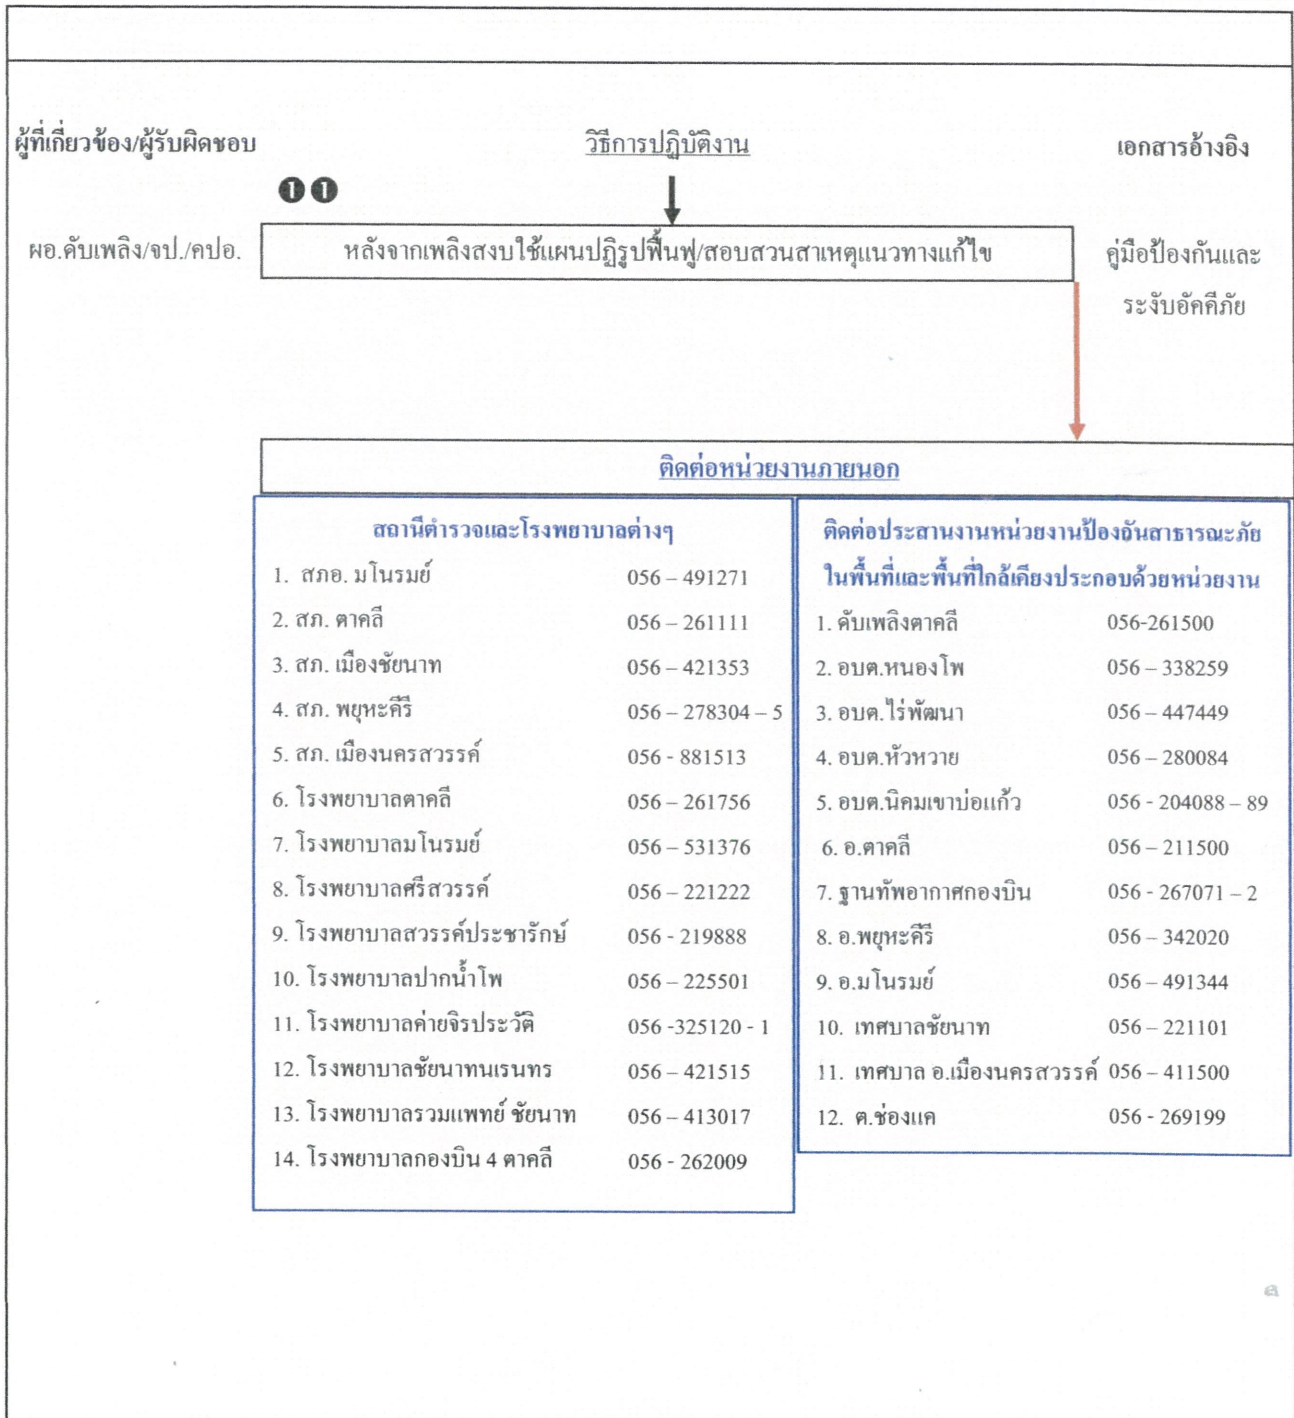 ผู้ที่เกี่ยวข้อง/ผู้รับผิดชอบ
วิธีการปฏิบัติงาน
เอกสารอ้างอิง
❶❶
ผอ.ดับเพลิง/จป./คปอ.
หลังจากเพลิงสงบใช้แผนปฏิรูปฟื้นฟู/สอบสวนสาเหตุแนวทางแก้ไข
คู่มือป้องกันและ
ระงับอัคคีภัย
ติดต่อหน่วยงานภายนอก
สถานีตำรวจและโรงพยาบาลต่างๆ
1. สภอ. มโนรมย์ 056 – 491271
2. สภ. ตาคลี 056 – 261111
3. สภ. เมืองชัยนาท 056 – 421353
4. สภ. พยุหะคีรี 056 – 278304 – 5
5. สภ. เมืองนครสวรรค์ 056 - 881513
6. โรงพยาบาลตาคลี 056 – 261756
7. โรงพยาบาลมโนรมย์ 056 – 531376
8. โรงพยาบาลศรีสวรรค์ 056 – 221222
9. โรงพยาบาลสวรรค์ประชารักษ์ 056 - 219888
10. โรงพยาบาลปากน้ำโพ 056 – 225501
11. โรงพยาบาลค่ายจิรประวัติ 056 -325120 - 1
12. โรงพยาบาลชัยนาทนเรนทร 056 – 421515
13. โรงพยาบาลรวมแพทย์ ชัยนาท 056 – 413017
14. โรงพยาบาลกองบิน 4 ตาคลี 056 - 262009
ติดต่อประสานงานหน่วยงานป้องกันสาธารณะภัย
ในพื้นที่และพื้นที่ใกล้เคียงประกอบด้วยหน่วยงาน
1. ดับเพลิงตาคลี 056-261500
2. อบต.หนองโพ 056 – 338259
3. อบต.ไร่พัฒนา 056 – 447449
4. อบต.หัวหวาย 056 – 280084
5. อบต.นิคมเขาบ่อแก้ว 056 - 204088 – 89
6. อ.ตาคลี 056 – 211500
7. ฐานทัพอากาศกองบิน 056 - 267071 – 2
8. อ.พยุหะคีรี 056 – 342020
9. อ.มโนรมย์ 056 – 491344
10. เทศบาลชัยนาท 056 – 221101
11. เทศบาล อ.เมืองนครสวรรค์ 056 – 411500
12. ต.ช่องแค 056 - 269199